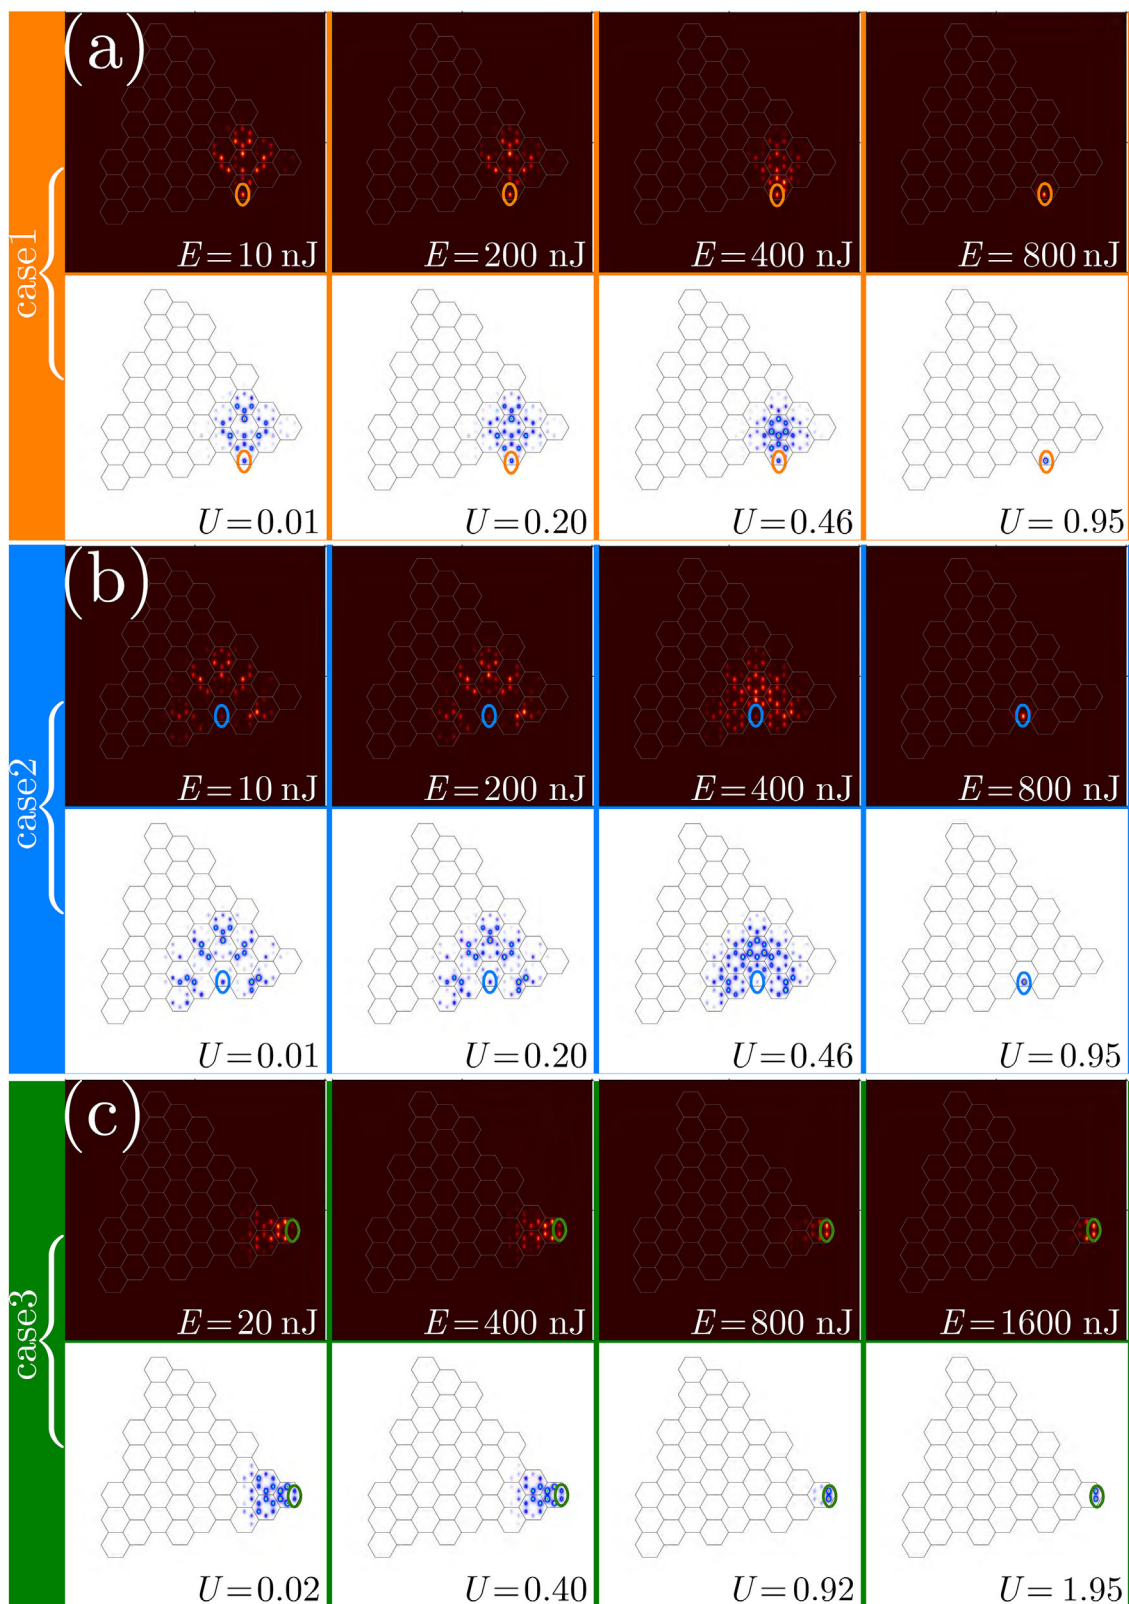 (a)
case1
E=10 nJ
E=200 nJ
E=400 nJ
E=800 nJ
U=0.01
U=0.20
U=0.46
U=0.95
(b)
case2
E=10 nJ
E=200 nJ
E=400 nJ
E=800 nJ
U=0.01
U=0.20
U=0.46
U=0.95
(c)
case3
E=20 nJ
E=400 nJ
E=800 nJ
E=1600 nJ
U=0.02
U=0.40
U=0.92
U=1.95